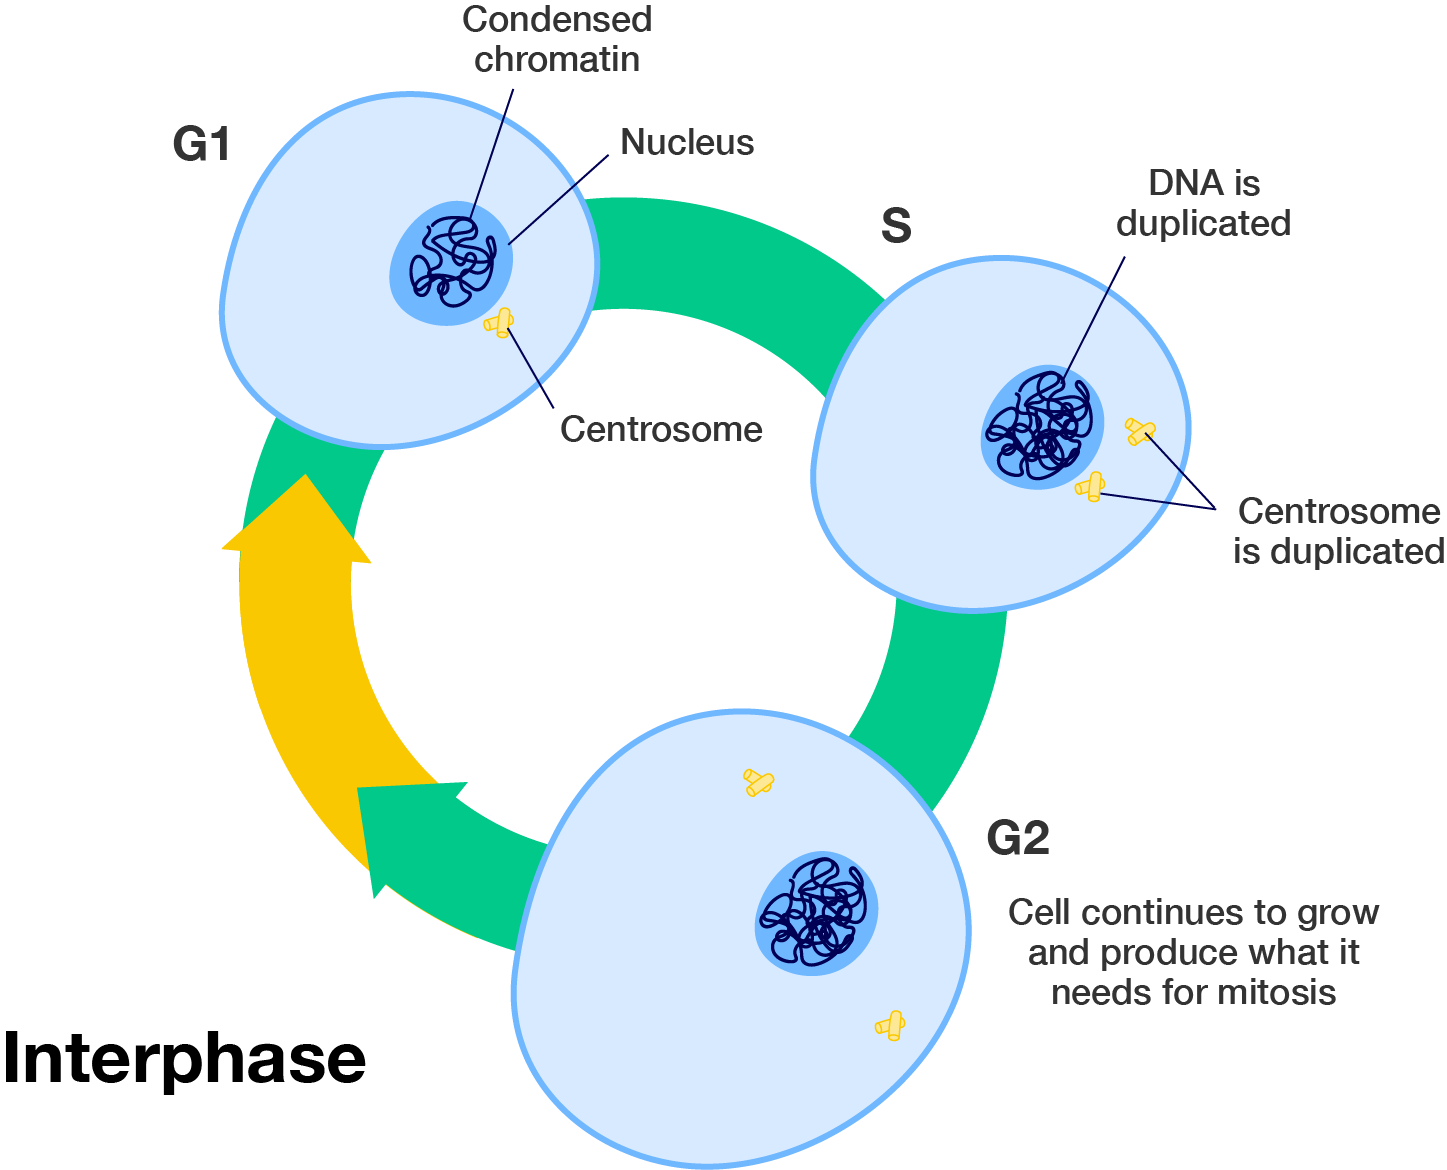 Condensed
chromatin
G1
Nucleus
DNA is
duplicated
S
Centrosome
Centrosome
is duplicated
G2
Cell continues to grow
and produce what it
needs for mitosis
Interphase